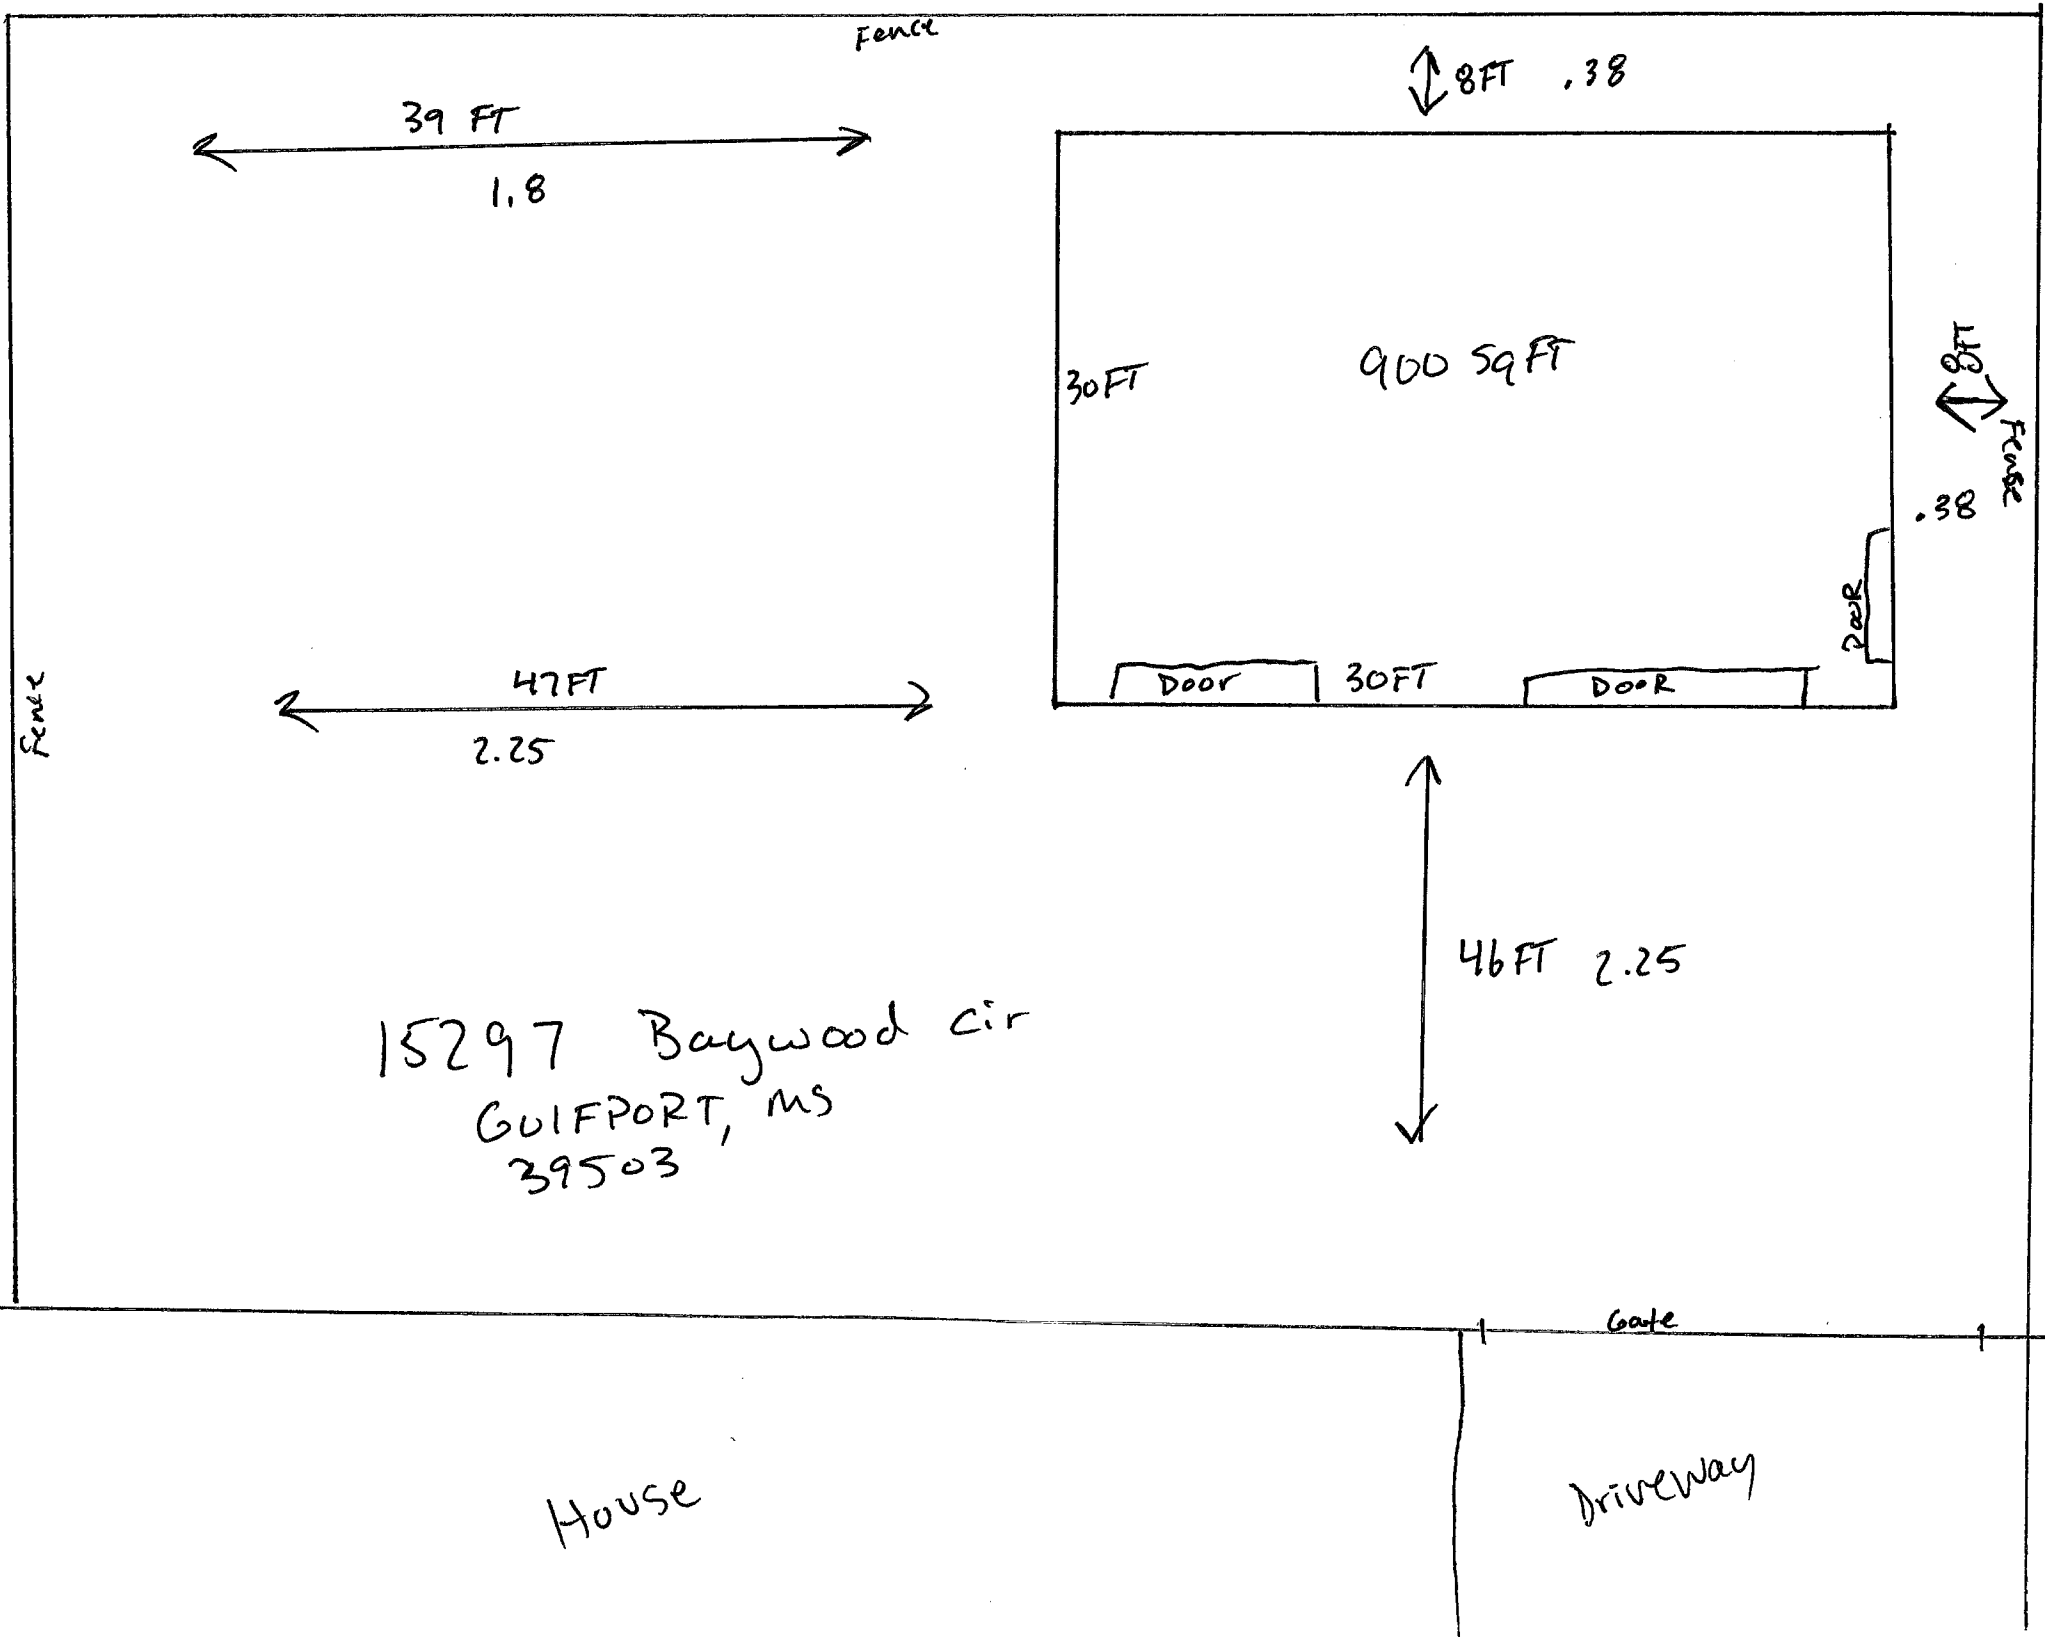 Fence
8FT .38
39 FT
1.8
900 SqFT
30FT
8FT
Fense
.38
DOOR
Door
30FT
DOOR
47FT
2.25
Fence
46FT 2.25
15297 Baywood Cir
GUlFPORT, MS
39503
Gate
House
Driveway